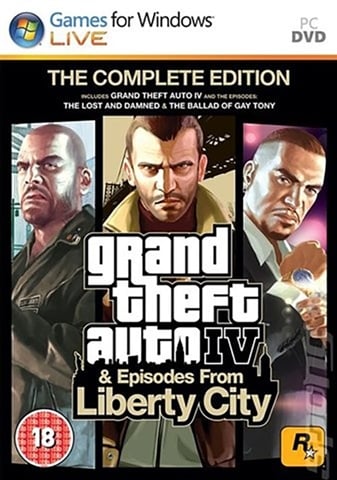 Games for Windows
LIVE
PC
DVD
THE COMPLETE EDITION
INCLUDES GRAND THEFT AUTO IV AND THE EPISODES:
THE LOST AND DAMNED & THE BALLAD OF GAY TONY
grand
theft
auto IV
& Episodes From
Liberty City
18
R